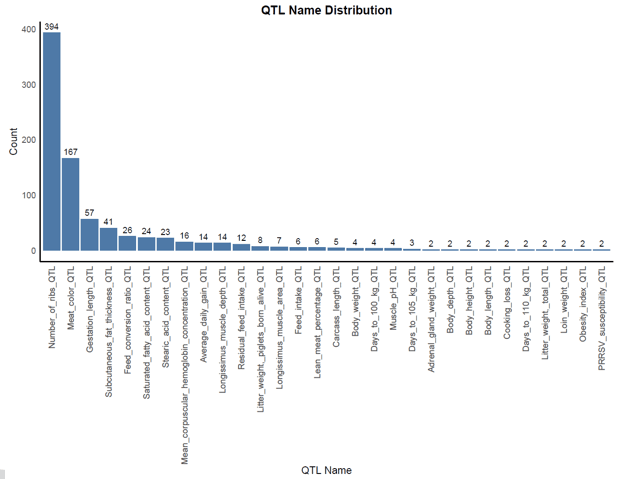 QTL Name Distribution
Count
400
300
200
100
0
394
167
57
41
26
24
23
16
14
14
12
8
7
6
6
5
4
4
4
3
2
2
2
2
2
2
2
2
2
2
Number_of_ribs_QTL
Meat_color_QTL
Gestation_length_QTL
Subcutaneous_fat_thickness_QTL
Feed_conversion_ratio_QTL
Saturated_fatty_acid_content_QTL
Stearic_acid_content_QTL
Mean_corpuscular_hemoglobin_concentration_QTL
Average_daily_gain_QTL
Longissimus_muscle_depth_QTL
Residual_feed_intake_QTL
Litter_weight,_piglets_born_alive_QTL
Longissimus_muscle_area_QTL
Feed_intake_QTL
Lean_meat_percentage_QTL
Carcass_length_QTL
Body_weight_QTL
Days_to_100_kg_QTL
Muscle_pH_QTL
Days_to_105_kg_QTL
Adrenal_gland_weight_QTL
Body_depth_QTL
Body_height_QTL
Body_length_QTL
Cooking_loss_QTL
Days_to_110_kg_QTL
Litter_weight_total_QTL
Loin_weight_QTL
Obesity_index_QTL
PRRSV_susceptibility_QTL
QTL Name